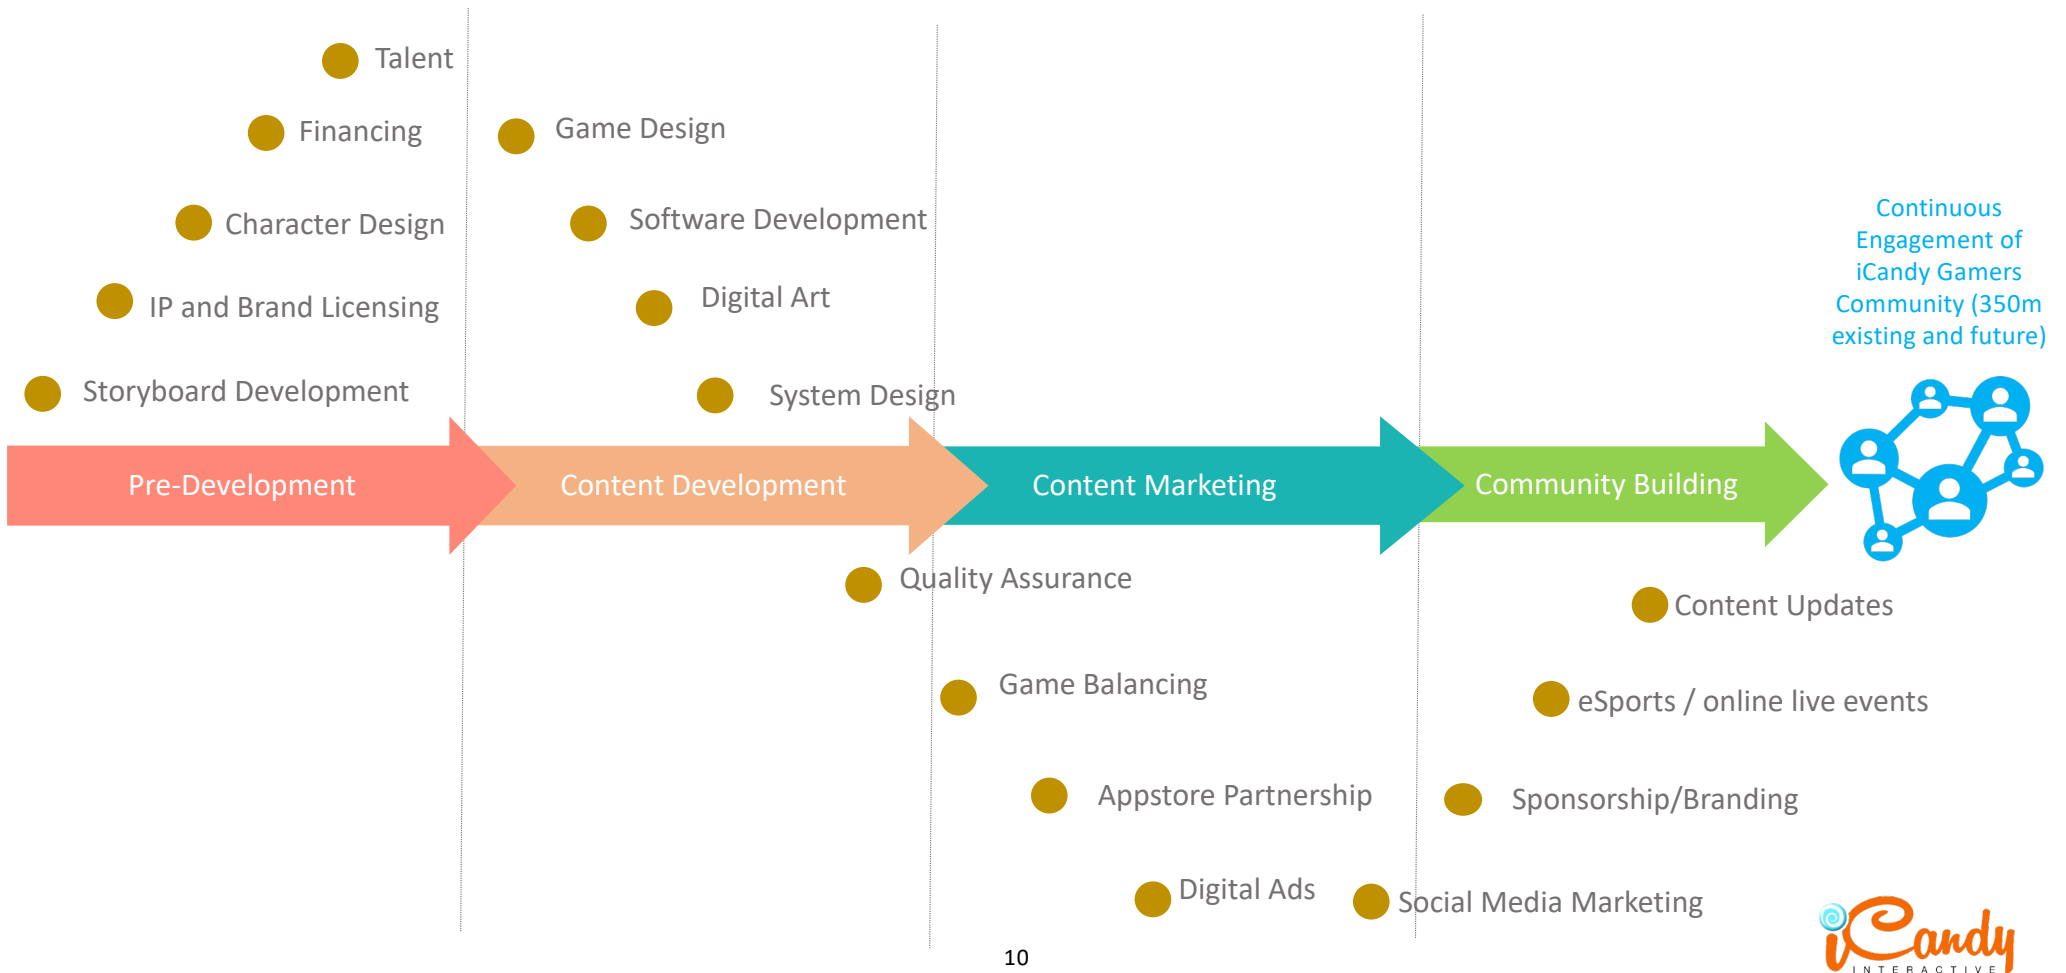 Talent
Financing
Game Design
Character Design
Software Development
IP and Brand Licensing
Digital Art
Storyboard Development
System Design
Continuous
Engagement of
iCandy Gamers
Community (350m
existing and future)
Pre-Development
Content Development
Content Marketing
Community Building
Quality Assurance
Content Updates
Game Balancing
eSports / online live events
Appstore Partnership
Sponsorship/Branding
Digital Ads
Social Media Marketing
10
iCandy
INTERACTIVE